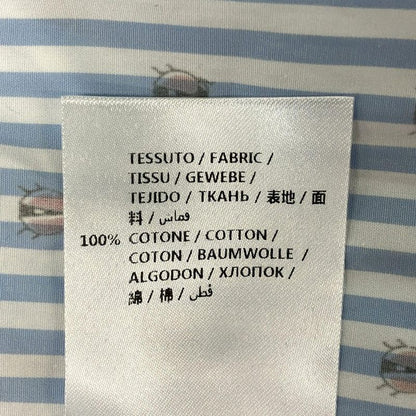 TESSUTO / FABRIC /
TISSU / GEWEBE /
TEJIDO / ТКАНЬ / 表地 / 面
料 / قماش /
100% COTONE / COTTON /
COTON / BAUMWOLLE /
ALGODON / ХЛОПОК /
綿 / 棉 / قطن